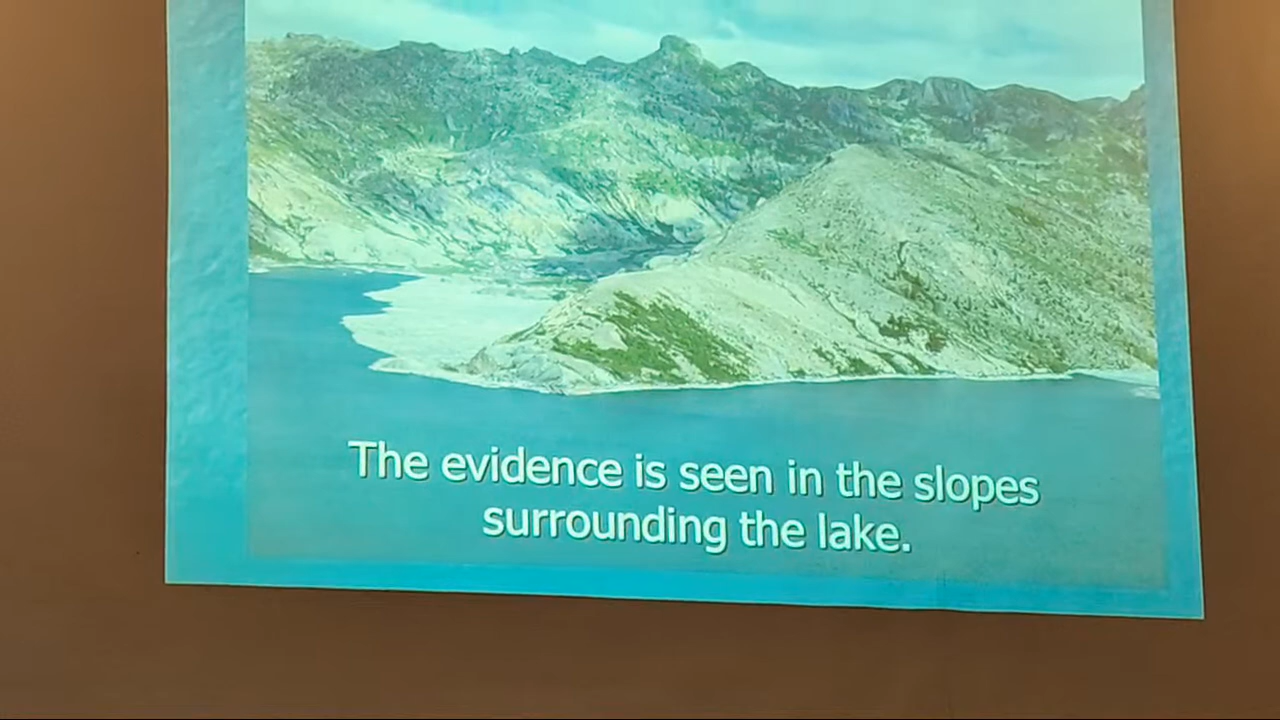 The evidence is seen in the slopes
surrounding the lake.